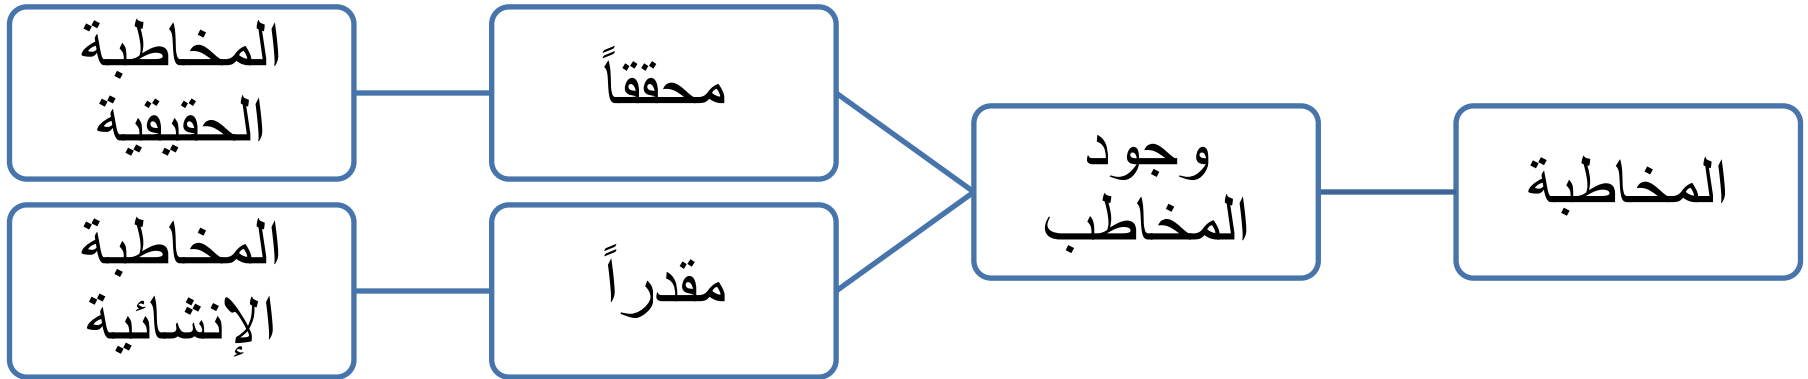 المخاطبة
وجود
المخاطب
محققاً
المخاطبة
الحقيقية
مقدراً
المخاطبة
الإنشائية